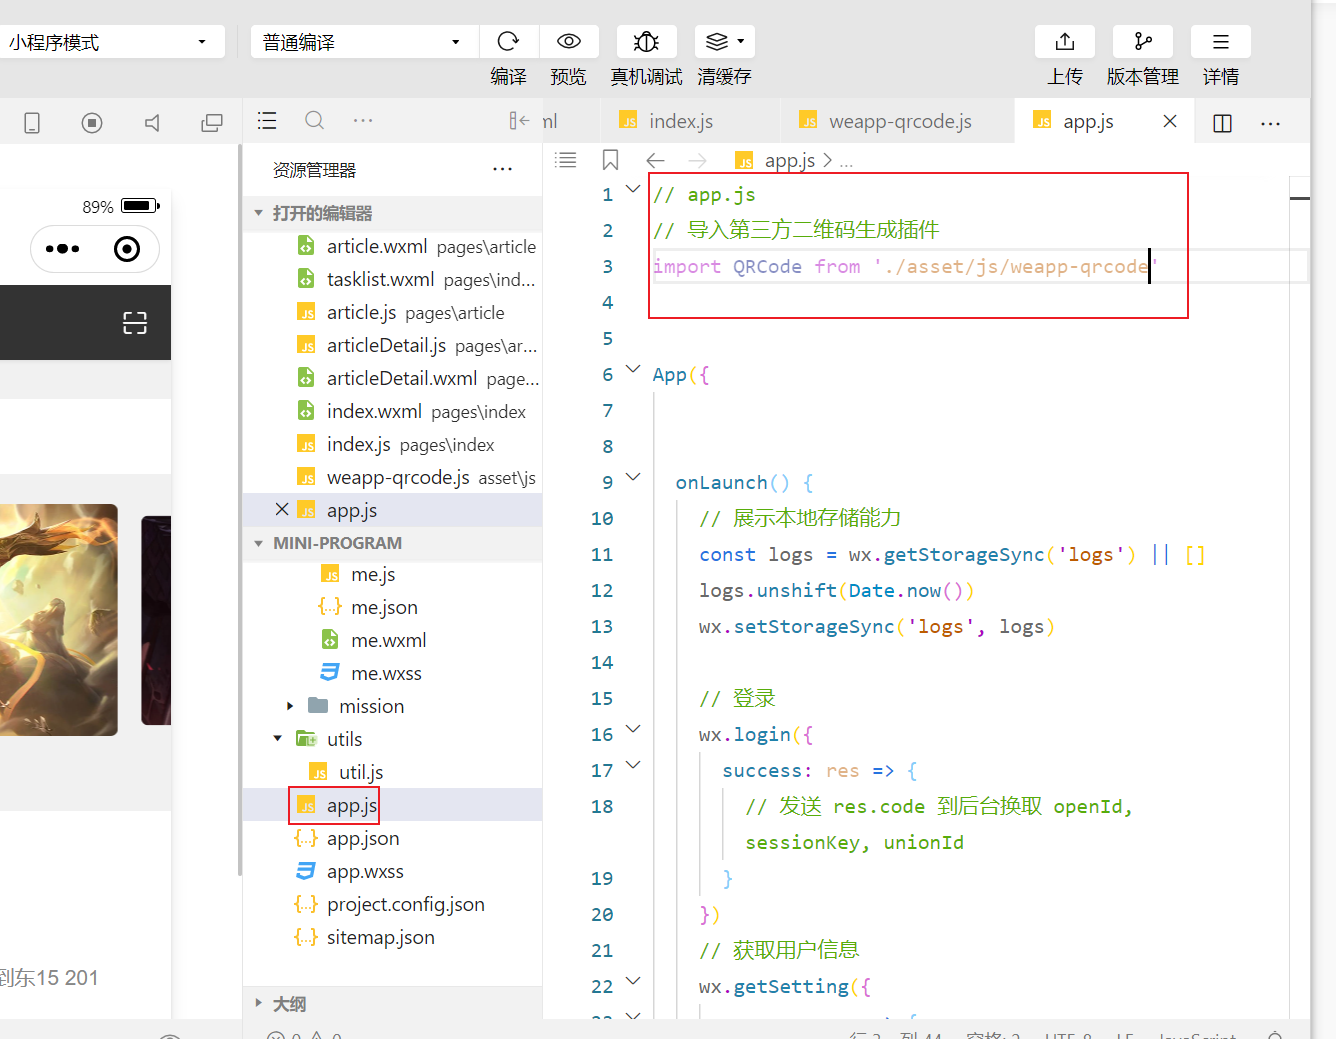 小程序模式
普通编译
编译
预览
真机调试
清缓存
上传
版本管理
详情
ml
index.js
weapp-qrcode.js
app.js
89%
到东15 201
资源管理器
打开的编辑器
article.wxml pages\article
tasklist.wxml pages\ind...
article.js pages\article
articleDetail.js pages\ar...
articleDetail.wxml page...
index.wxml pages\index
index.js pages\index
weapp-qrcode.js asset\js
app.js
MINI-PROGRAM
me.js
me.json
me.wxml
me.wxss
mission
utils
util.js
app.js
app.json
app.wxss
project.config.json
sitemap.json
大纲
app.js > ...
1 // app.js
2 // 导入第三方二维码生成插件
3 import QRCode from './asset/js/weapp-qrcode'
4
5
6 App({
7
8
9 onLaunch() {
10 // 展示本地存储能力
11 const logs = wx.getStorageSync('logs') || []
12 logs.unshift(Date.now())
13 wx.setStorageSync('logs', logs)
14
15 // 登录
16 wx.login({
17 success: res => {
18 // 发送 res.code 到后台换取 openId,
sessionKey, unionId
19 }
20 })
21 // 获取用户信息
22 wx.getSetting({